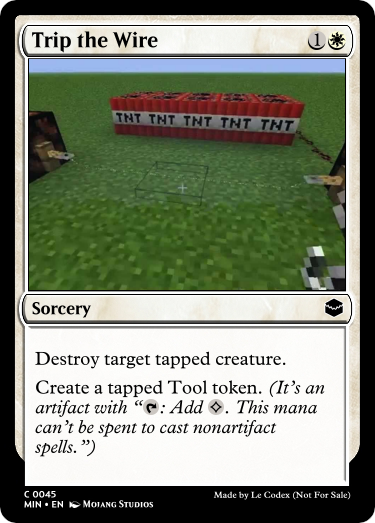 Trip the Wire 1
TNT TNT TNT TNT TNT
Sorcery
Destroy target tapped creature.
Create a tapped Tool token. (It's an
artifact with “: Add . This mana
can't be spent to cast nonartifact
spells.”)
C 0045
MIN • EN Mojang Studios
Made by Le Codex (Not For Sale)